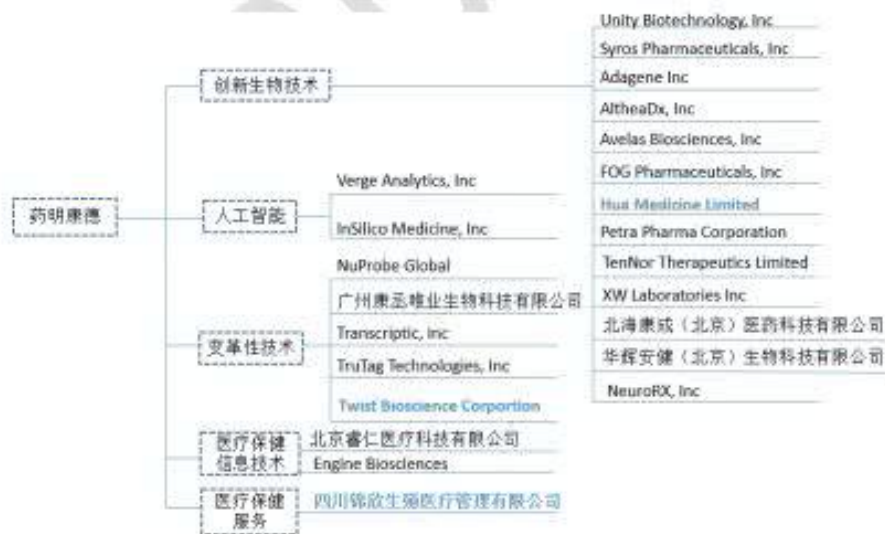 药明康德
创新生物技术
Unity Biotechnology, Inc
Syros Pharmaceuticals, Inc
Adagene Inc
AltheaDx, Inc
Avelas Biosciences, Inc
FOG Pharmaceuticals, Inc
Hua Medicine Limited
Petra Pharma Corporation
TenNor Therapeutics Limited
XW Laboratories Inc
北海康成（北京）医药科技有限公司
华辉安健（北京）生物科技有限公司
NeuroRX, Inc
人工智能
Verge Analytics, Inc
InSilico Medicine, Inc
变革性技术
NuProbe Global
广州康丞唯业生物科技有限公司
Transcriptic, Inc
TruTag Technologies, Inc
Twist Bioscience Corportion
医疗保健
信息技术
北京睿仁医疗科技有限公司
Engine Biosciences
医疗保健
服务
四川锦欣生殖医疗管理有限公司